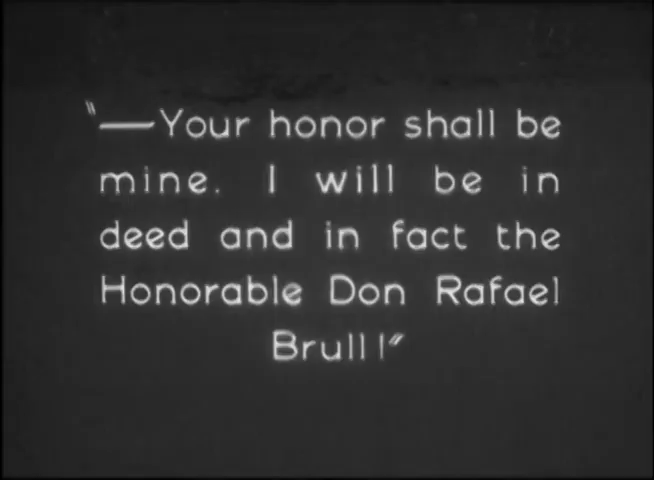 "—Your honor shall be
mine. I will be in
deed and in fact the
Honorable Don Rafael
Brull!"